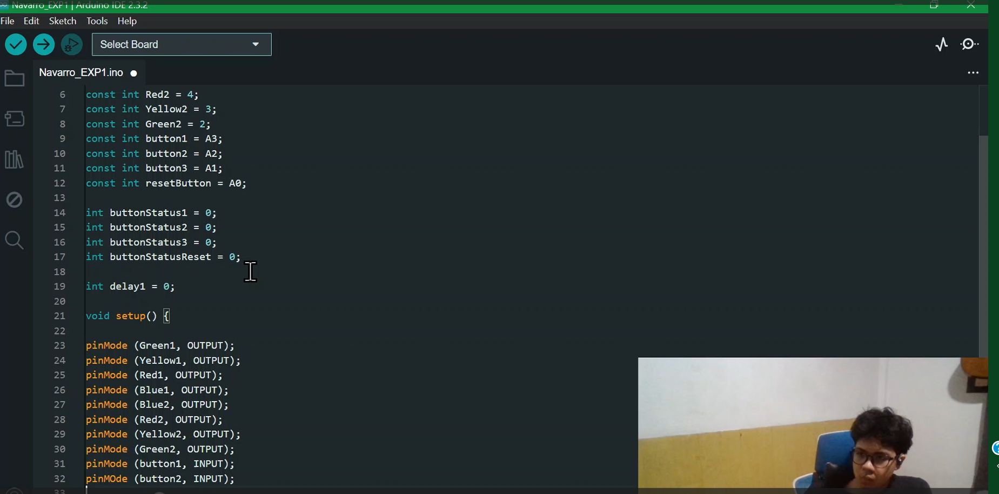 Navarro_EXP1 | Arduino IDE 2.3.2
File Edit Sketch Tools Help
Select Board
Navarro_EXP1.ino
6 const int Red2 = 4;
7 const int Yellow2 = 3;
8 const int Green2 = 2;
9 const int button1 = A3;
10 const int button2 = A2;
11 const int button3 = A1;
12 const int resetButton = A0;
13
14 int buttonStatus1 = 0;
15 int buttonStatus2 = 0;
16 int buttonStatus3 = 0;
17 int buttonStatusReset = 0;
18
19 int delay1 = 0;
20
21 void setup() {
22
23 pinMode (Green1, OUTPUT);
24 pinMode (Yellow1, OUTPUT);
25 pinMode (Red1, OUTPUT);
26 pinMode (Blue1, OUTPUT);
27 pinMode (Blue2, OUTPUT);
28 pinMode (Red2, OUTPUT);
29 pinMode (Yellow2, OUTPUT);
30 pinMode (Green2, OUTPUT);
31 pinMode (button1, INPUT);
32 pinMOde (button2, INPUT);
33